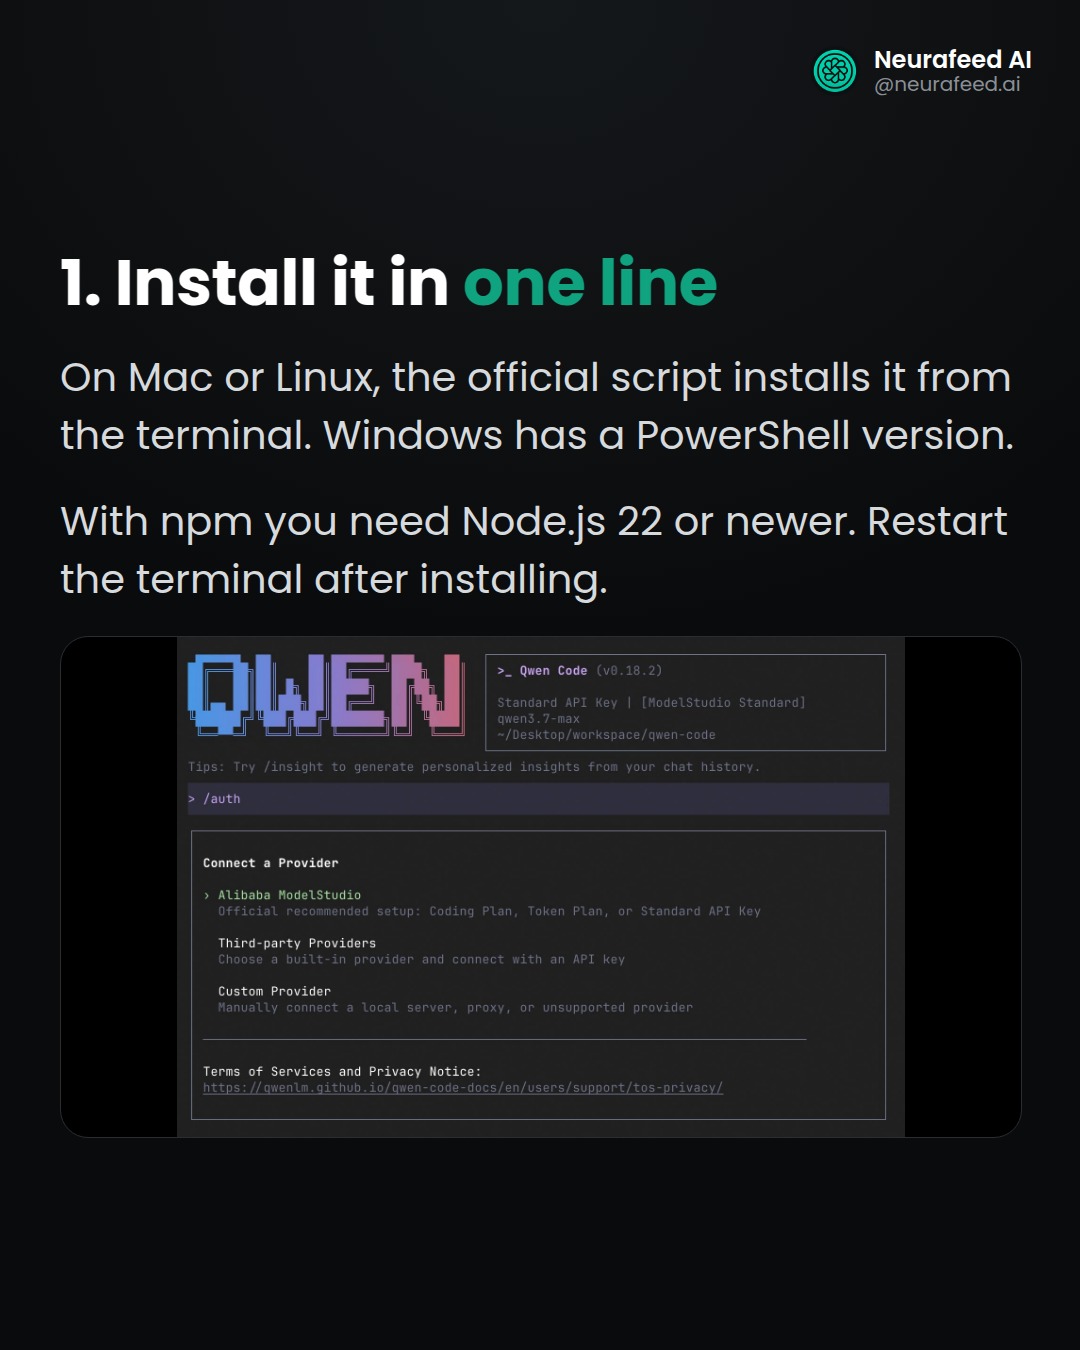 Neurafeed AI
@neurafeed.ai
1. Install it in one line
On Mac or Linux, the official script installs it from
the terminal. Windows has a PowerShell version.
With npm you need Node.js 22 or newer. Restart
the terminal after installing.
QWEN
>_ Qwen Code (v0.18.2)
Standard API Key | [ModelStudio Standard]
qwen3.7-max
~/Desktop/workspace/qwen-code
Tips: Try /insight to generate personalized insights from your chat history.
> /auth
Connect a Provider
› Alibaba ModelStudio
Official recommended setup: Coding Plan, Token Plan, or Standard API Key
Third-party Providers
Choose a built-in provider and connect with an API key
Custom Provider
Manually connect a local server, proxy, or unsupported provider
Terms of Services and Privacy Notice:
https://qwenlm.github.io/qwen-code-docs/en/users/support/tos-privacy/